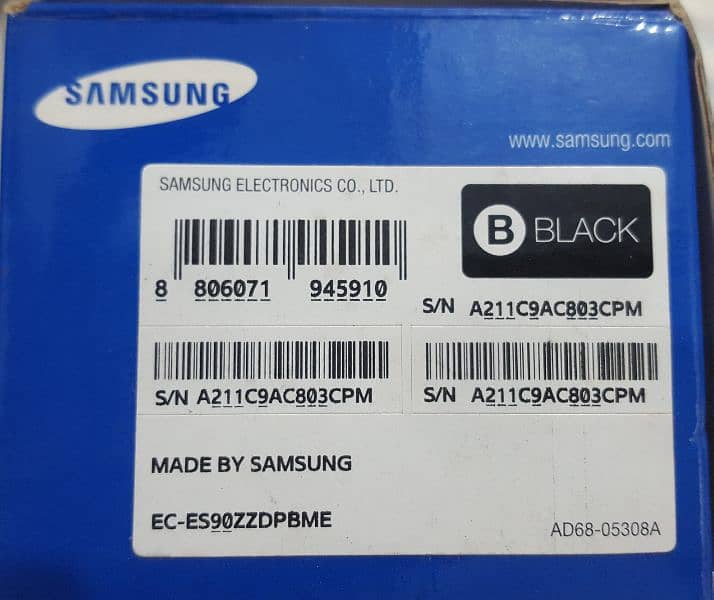 SAMSUNG
www.samsung.com
SAMSUNG ELECTRONICS CO., LTD.
B BLACK
8 806071 945910
S/N A211C9AC803CPM
S/N A211C9AC803CPM
S/N A211C9AC803CPM
MADE BY SAMSUNG
EC-ES90ZZDPBME
AD68-05308A